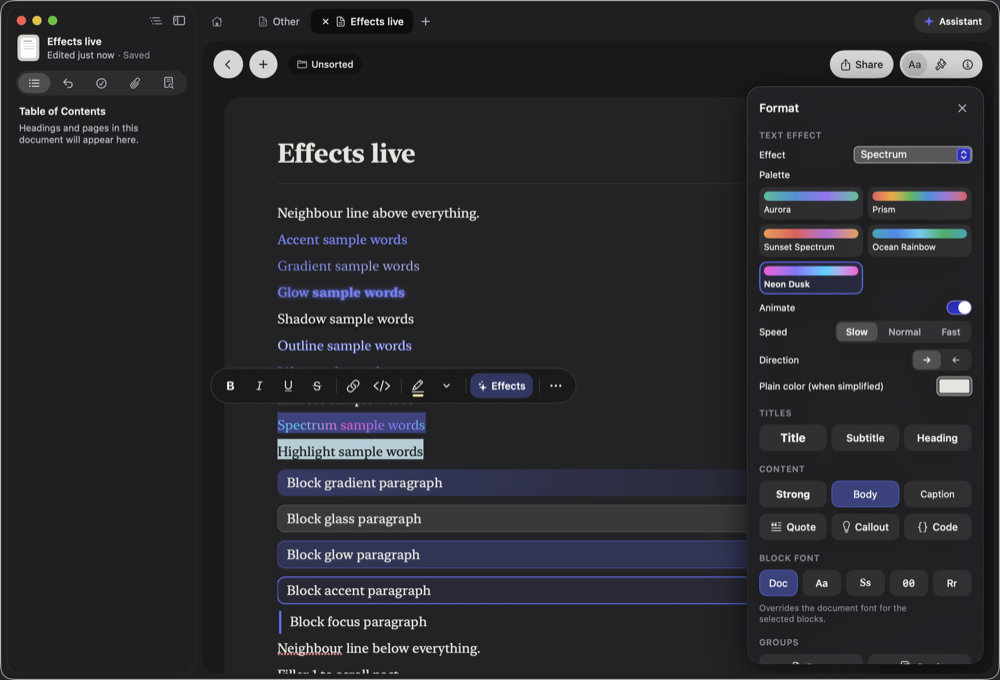 Other
Effects live
Assistant
Effects live
Edited just now · Saved
Unsorted
Share
Aa
Table of Contents
Headings and pages in this
document will appear here.
Effects live
Neighbour line above everything.
Accent sample words
Gradient sample words
Glow sample words
Shadow sample words
Outline sample words
B I U S </> Effects ···
Spectrum sample words
Highlight sample words
Block gradient paragraph
Block glass paragraph
Block glow paragraph
Block accent paragraph
Block focus paragraph
Neighbour line below everything.
Format
TEXT EFFECT
Effect Spectrum
Palette
Aurora Prism
Sunset Spectrum Ocean Rainbow
Neon Dusk
Animate
Speed Slow Normal Fast
Direction → ←
Plain color (when simplified)
TITLES
Title Subtitle Heading
CONTENT
Strong Body Caption
Quote Callout {} Code
BLOCK FONT
Doc Aa Ss 00 Rr
Overrides the document font for the
selected blocks.
GROUPS